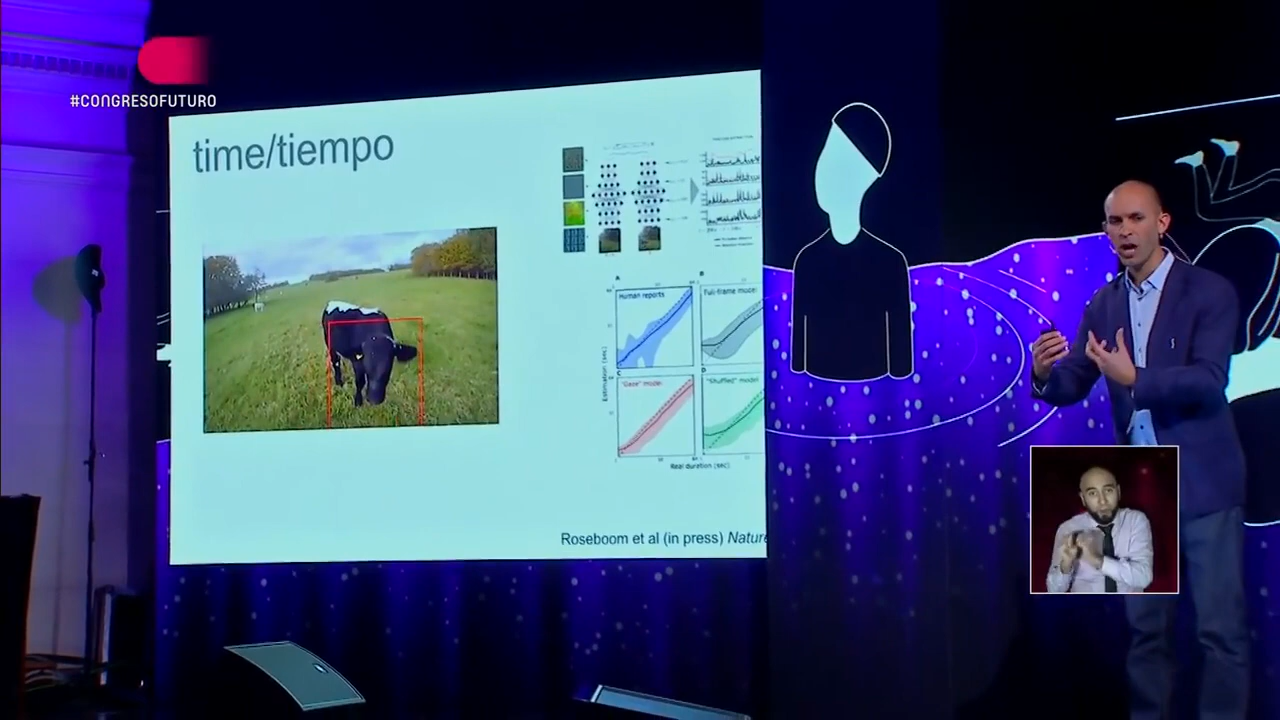 #CONGRESOFUTURO
time/tiempo
A
B
Human reports
Full-frame model
C
D
"Gaze" model
"Shuffled" model
Estimation (sec)
Real duration (sec)
Roseboom et al (in press) Nature